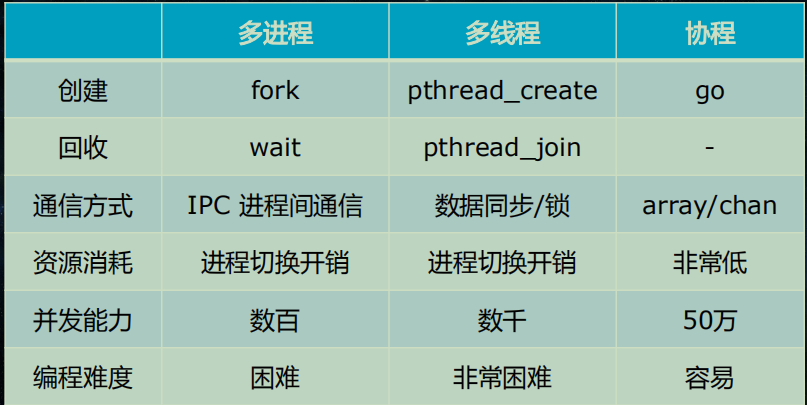 多进程 多线程 协程
创建 fork pthread_create go
回收 wait pthread_join -
通信方式 IPC 进程间通信 数据同步/锁 array/chan
资源消耗 进程切换开销 进程切换开销 非常低
并发能力 数百 数千 50万
编程难度 困难 非常困难 容易